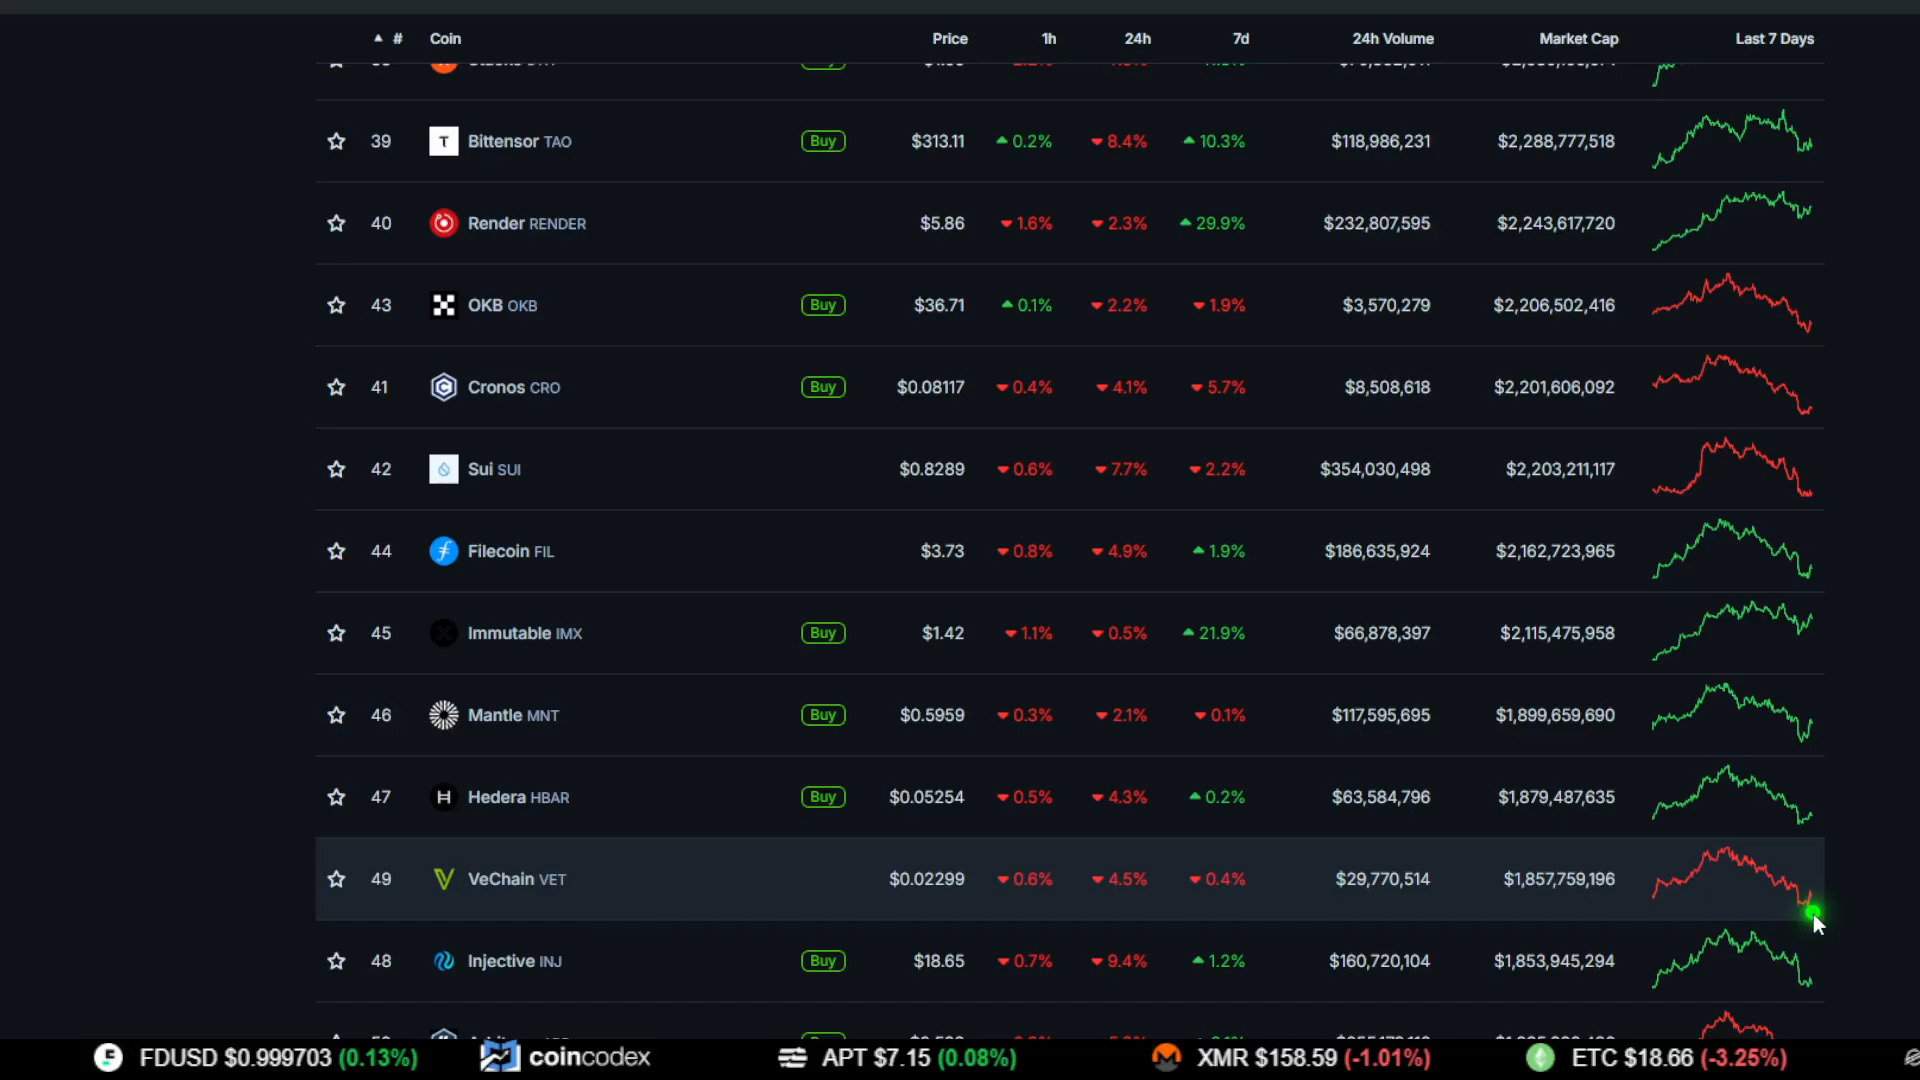 # Coin Price 1h 24h 7d 24h Volume Market Cap Last 7 Days
39 Bittensor TAO Buy $313.11 0.2% 8.4% 10.3% $118,986,231 $2,288,777,518
40 Render RENDER $5.86 1.6% 2.3% 29.9% $232,807,595 $2,243,617,720
43 OKB OKB Buy $36.71 0.1% 2.2% 1.9% $3,570,279 $2,206,502,416
41 Cronos CRO Buy $0.08117 0.4% 4.1% 5.7% $8,508,618 $2,201,606,092
42 Sui SUI $0.8289 0.6% 7.7% 2.2% $354,030,498 $2,203,211,117
44 Filecoin FIL $3.73 0.8% 4.9% 1.9% $186,635,924 $2,162,723,965
45 Immutable IMX Buy $1.42 1.1% 0.5% 21.9% $66,878,397 $2,115,475,958
46 Mantle MNT Buy $0.5959 0.3% 2.1% 0.1% $117,595,695 $1,899,659,690
47 Hedera HBAR Buy $0.05254 0.5% 4.3% 0.2% $63,584,796 $1,879,487,635
49 VeChain VET $0.02299 0.6% 4.5% 0.4% $29,770,514 $1,857,759,196
48 Injective INJ Buy $18.65 0.7% 9.4% 1.2% $160,720,104 $1,853,945,294
FDUSD $0.999703 (0.13%) coincodex APT $7.15 (0.08%) XMR $158.59 (-1.01%) ETC $18.66 (-3.25%)